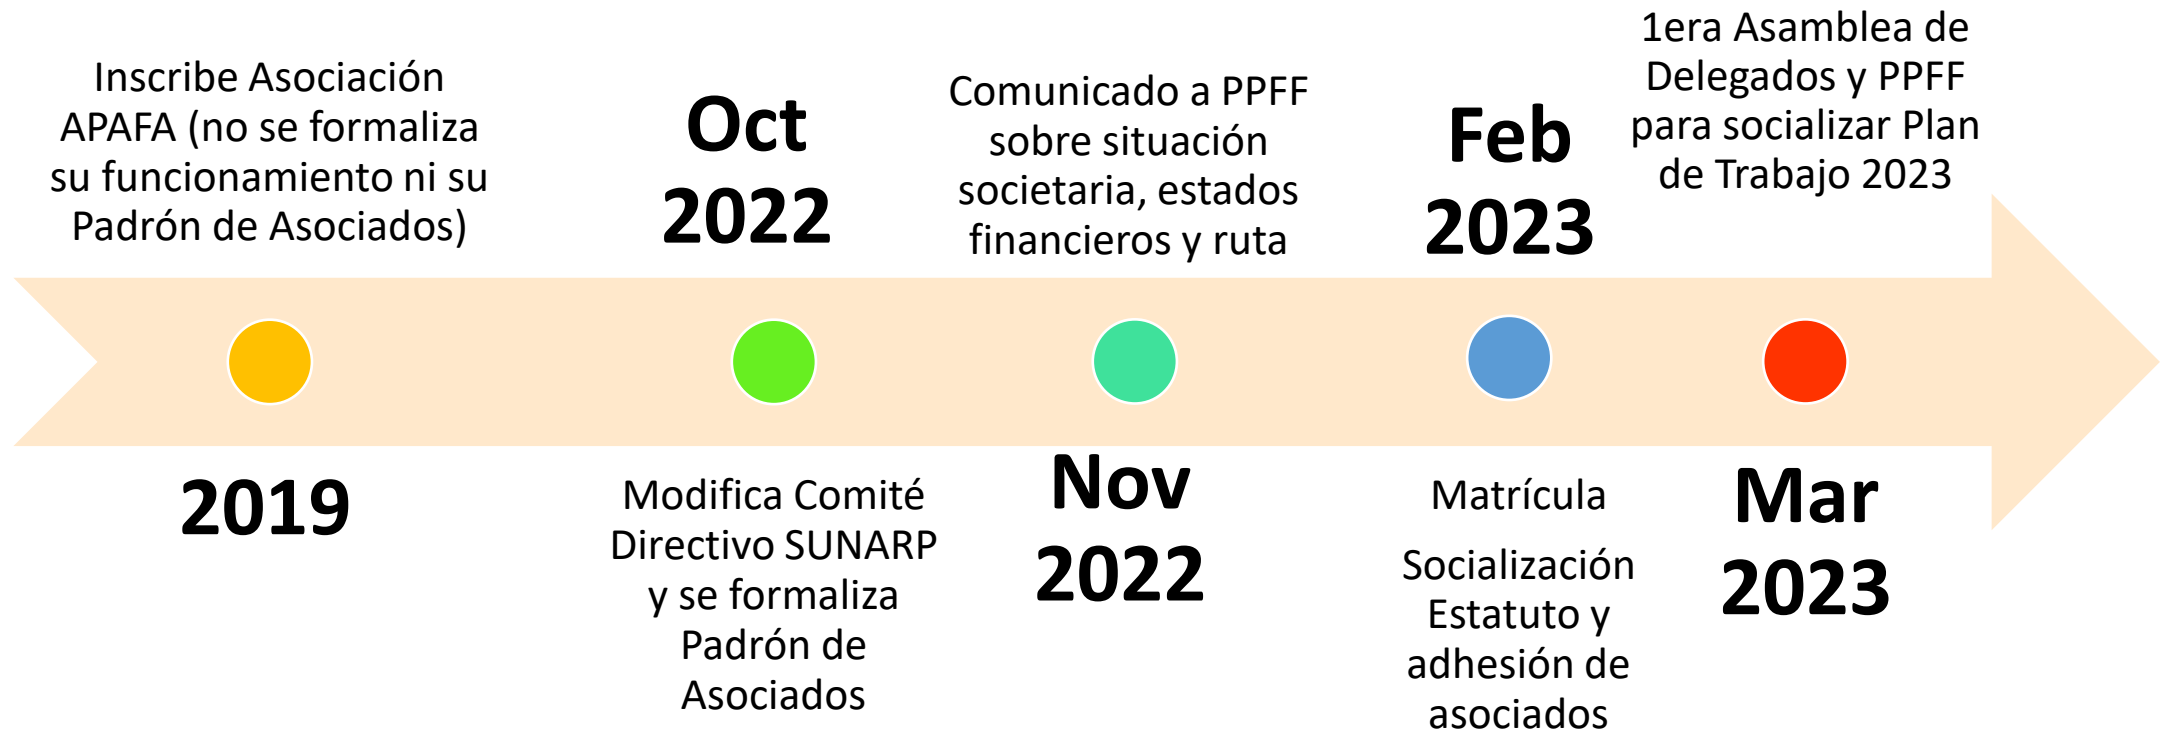 Inscribe Asociación
APAFA (no se formaliza
su funcionamiento ni su
Padrón de Asociados)
2019
Oct
2022
Modifica Comité
Directivo SUNARP
y se formaliza
Padrón de
Asociados
Comunicado a PPFF
sobre situación
societaria, estados
financieros y ruta
Nov
2022
Feb
2023
Matrícula
Socialización
Estatuto y
adhesión de
asociados
1era Asamblea de
Delegados y PPFF
para socializar Plan
de Trabajo 2023
Mar
2023